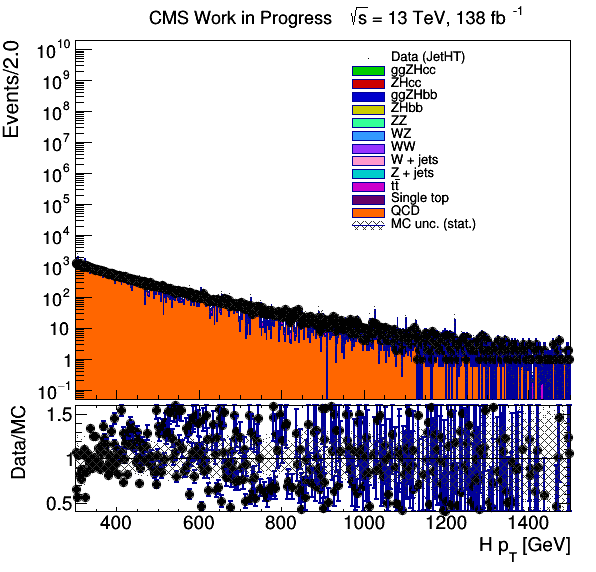 CMS Work in Progress √s = 13 TeV, 138 fb⁻¹
Events/2.0
10¹⁰
10⁹
10⁸
10⁷
10⁶
10⁵
10⁴
10³
10²
10
1
10⁻¹
Data (JetHT)
ggZHcc
ZHcc
ggZHbb
ZHbb
ZZ
WZ
WW
W + jets
Z + jets
tt̄
Single top
QCD
MC unc. (stat.)
Data/MC
1.5
1
0.5
400 600 800 1000 1200 1400
H p_T [GeV]